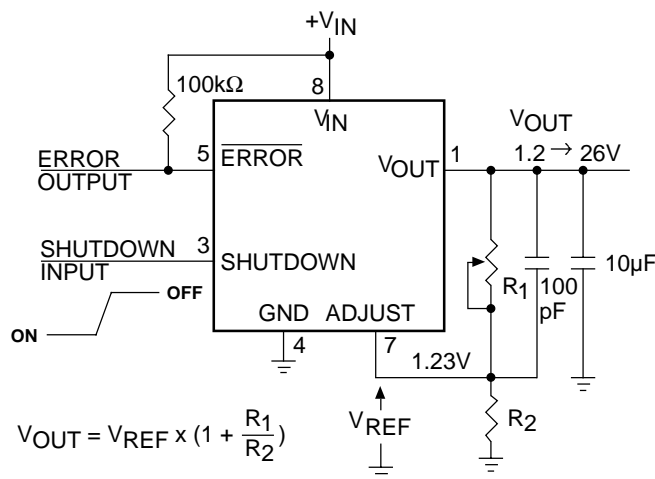 +VIN
100kΩ
8
VIN
ERROR
OUTPUT
5
ERROR
VOUT
1
VOUT
1.2 → 26V
SHUTDOWN
INPUT
3
SHUTDOWN
OFF
ON
R1
100
pF
10µF
GND
ADJUST
4
7
1.23V
VREF
R2
VOUT = VREF x (1 + R1/R2)